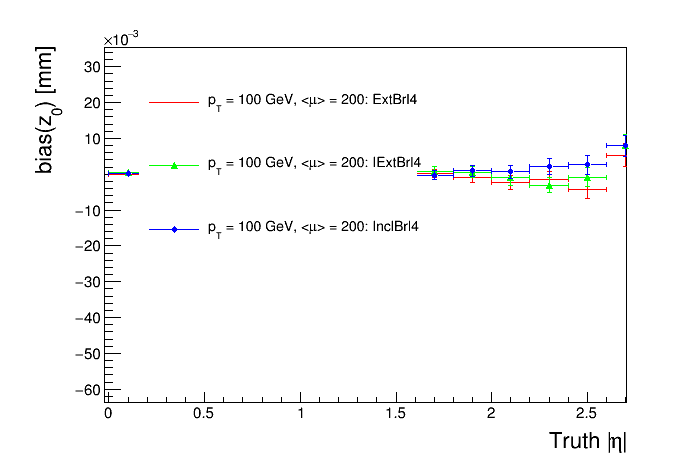 ×10⁻³
bias(z₀) [mm]
30
20
10
0
−10
−20
−30
−40
−50
−60
p_T = 100 GeV, <μ> = 200: ExtBrl4
p_T = 100 GeV, <μ> = 200: IExtBrl4
p_T = 100 GeV, <μ> = 200: InclBrl4
0 0.5 1 1.5 2 2.5
Truth |η|